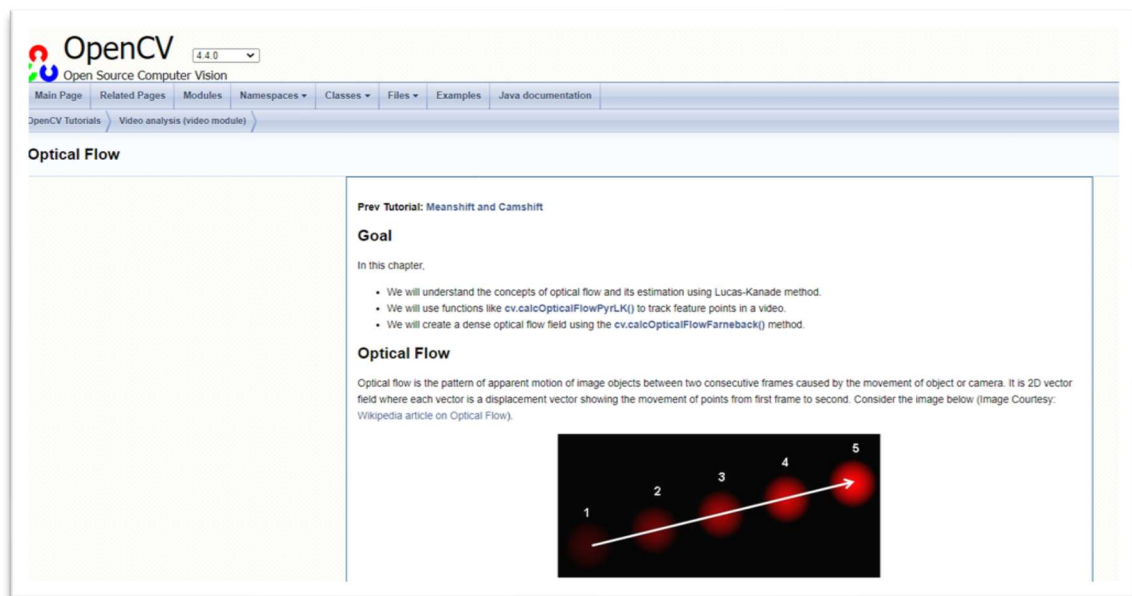 OpenCV 4.4.0
Open Source Computer Vision
Main Page Related Pages Modules Namespaces Classes Files Examples Java documentation
OpenCV Tutorials Video analysis (video module)
Optical Flow
Prev Tutorial: Meanshift and Camshift
Goal
In this chapter,
• We will understand the concepts of optical flow and its estimation using Lucas-Kanade method.
• We will use functions like cv.calcOpticalFlowPyrLK() to track feature points in a video.
• We will create a dense optical flow field using the cv.calcOpticalFlowFarneback() method.
Optical Flow
Optical flow is the pattern of apparent motion of image objects between two consecutive frames caused by the movement of object or camera. It is 2D vector
field where each vector is a displacement vector showing the movement of points from first frame to second. Consider the image below (Image Courtesy:
Wikipedia article on Optical Flow).
1 2 3 4 5